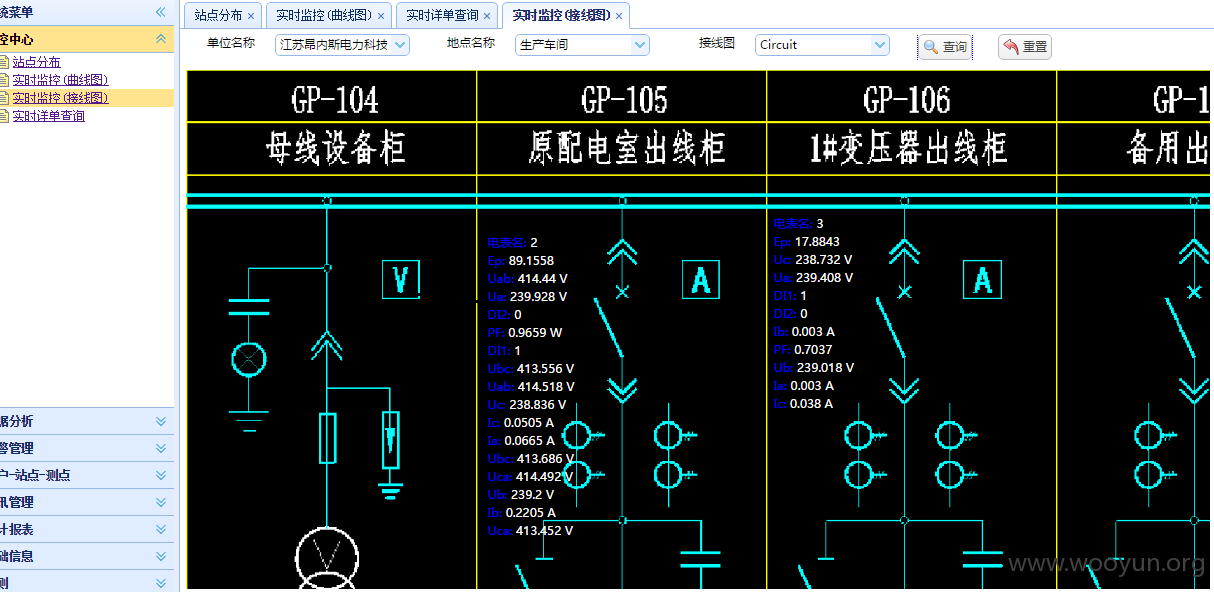 统菜单
控中心
站点分布
实时监控(曲线图)
实时监控(接线图)
实时详单查询
据分析
警管理
户-站点-测点
讯管理
计报表
础信息
测
站点分布 × 实时监控(曲线图) × 实时详单查询 × 实时监控(接线图) ×
单位名称 江苏昂内斯电力科技 地点名称 生产车间 接线图 Circuit 查询 重置
GP-104 GP-105 GP-106 GP-1
母线设备柜 原配电室出线柜 1#变压器出线柜 备用出
V
A
A
电表名: 2
Ep: 89.1558
Uab: 414.44 V
Ua: 239.928 V
DI2: 0
PF: 0.9659 W
DI1: 1
Ubc: 413.556 V
Uab: 414.518 V
Uc: 238.836 V
Ic: 0.0505 A
Ia: 0.0665 A
Ubc: 413.686 V
Uca: 414.492 V
Ub: 239.2 V
Ib: 0.2205 A
Uca: 413.452 V
电表名: 3
Ep: 17.8843
Uc: 238.732 V
Ua: 239.408 V
DI1: 1
DI2: 0
Ib: 0.003 A
PF: 0.7037
Ub: 239.018 V
Ia: 0.003 A
Ic: 0.038 A
www.wooyun.org